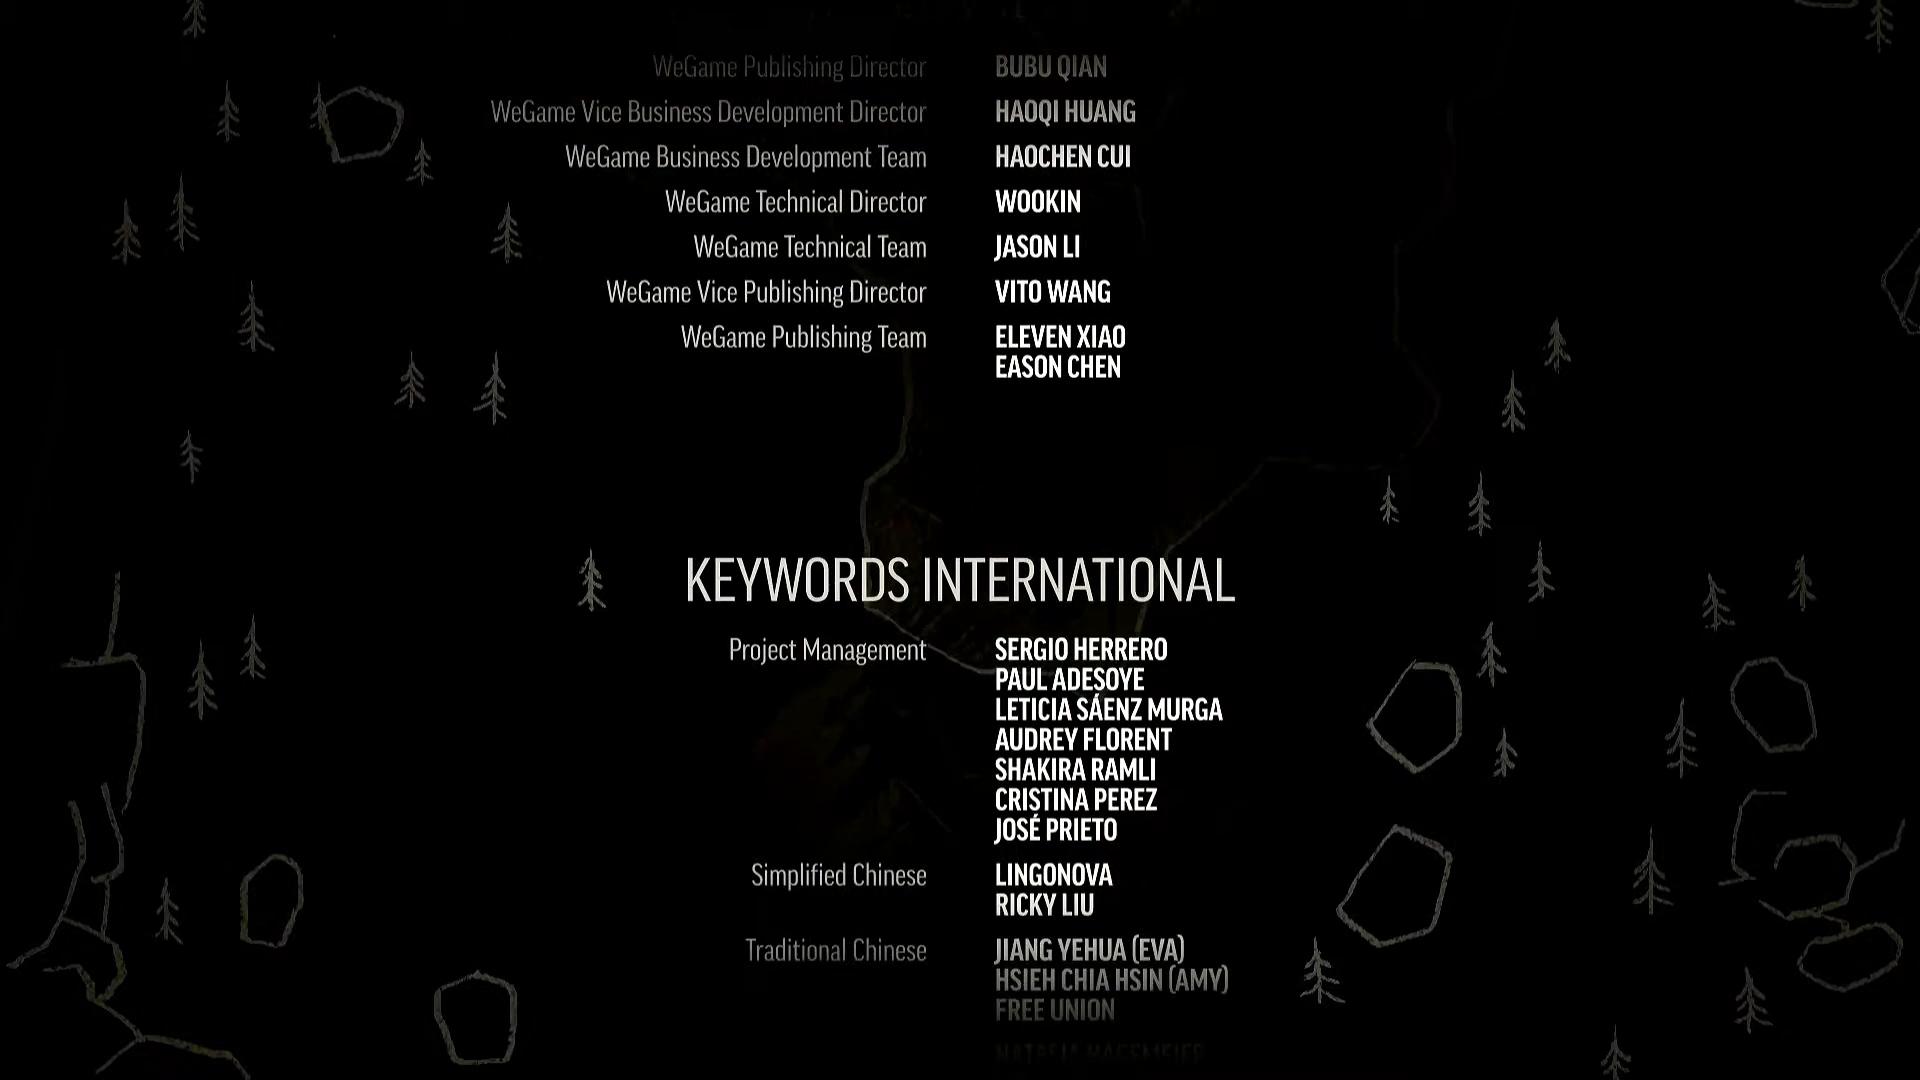 WeGame Publishing Director BUBU QIAN
WeGame Vice Business Development Director HAOQI HUANG
WeGame Business Development Team HAOCHEN CUI
WeGame Technical Director WOOKIN
WeGame Technical Team JASON LI
WeGame Vice Publishing Director VITO WANG
WeGame Publishing Team ELEVEN XIAO
EASON CHEN
KEYWORDS INTERNATIONAL
Project Management SERGIO HERRERO
PAUL ADESOYE
LETICIA SÁENZ MURGA
AUDREY FLORENT
SHAKIRA RAMLI
CRISTINA PEREZ
JOSÉ PRIETO
Simplified Chinese LINGONOVA
RICKY LIU
Traditional Chinese JIANG YEHUA (EVA)
HSIEH CHIA HSIN (AMY)
FREE UNION